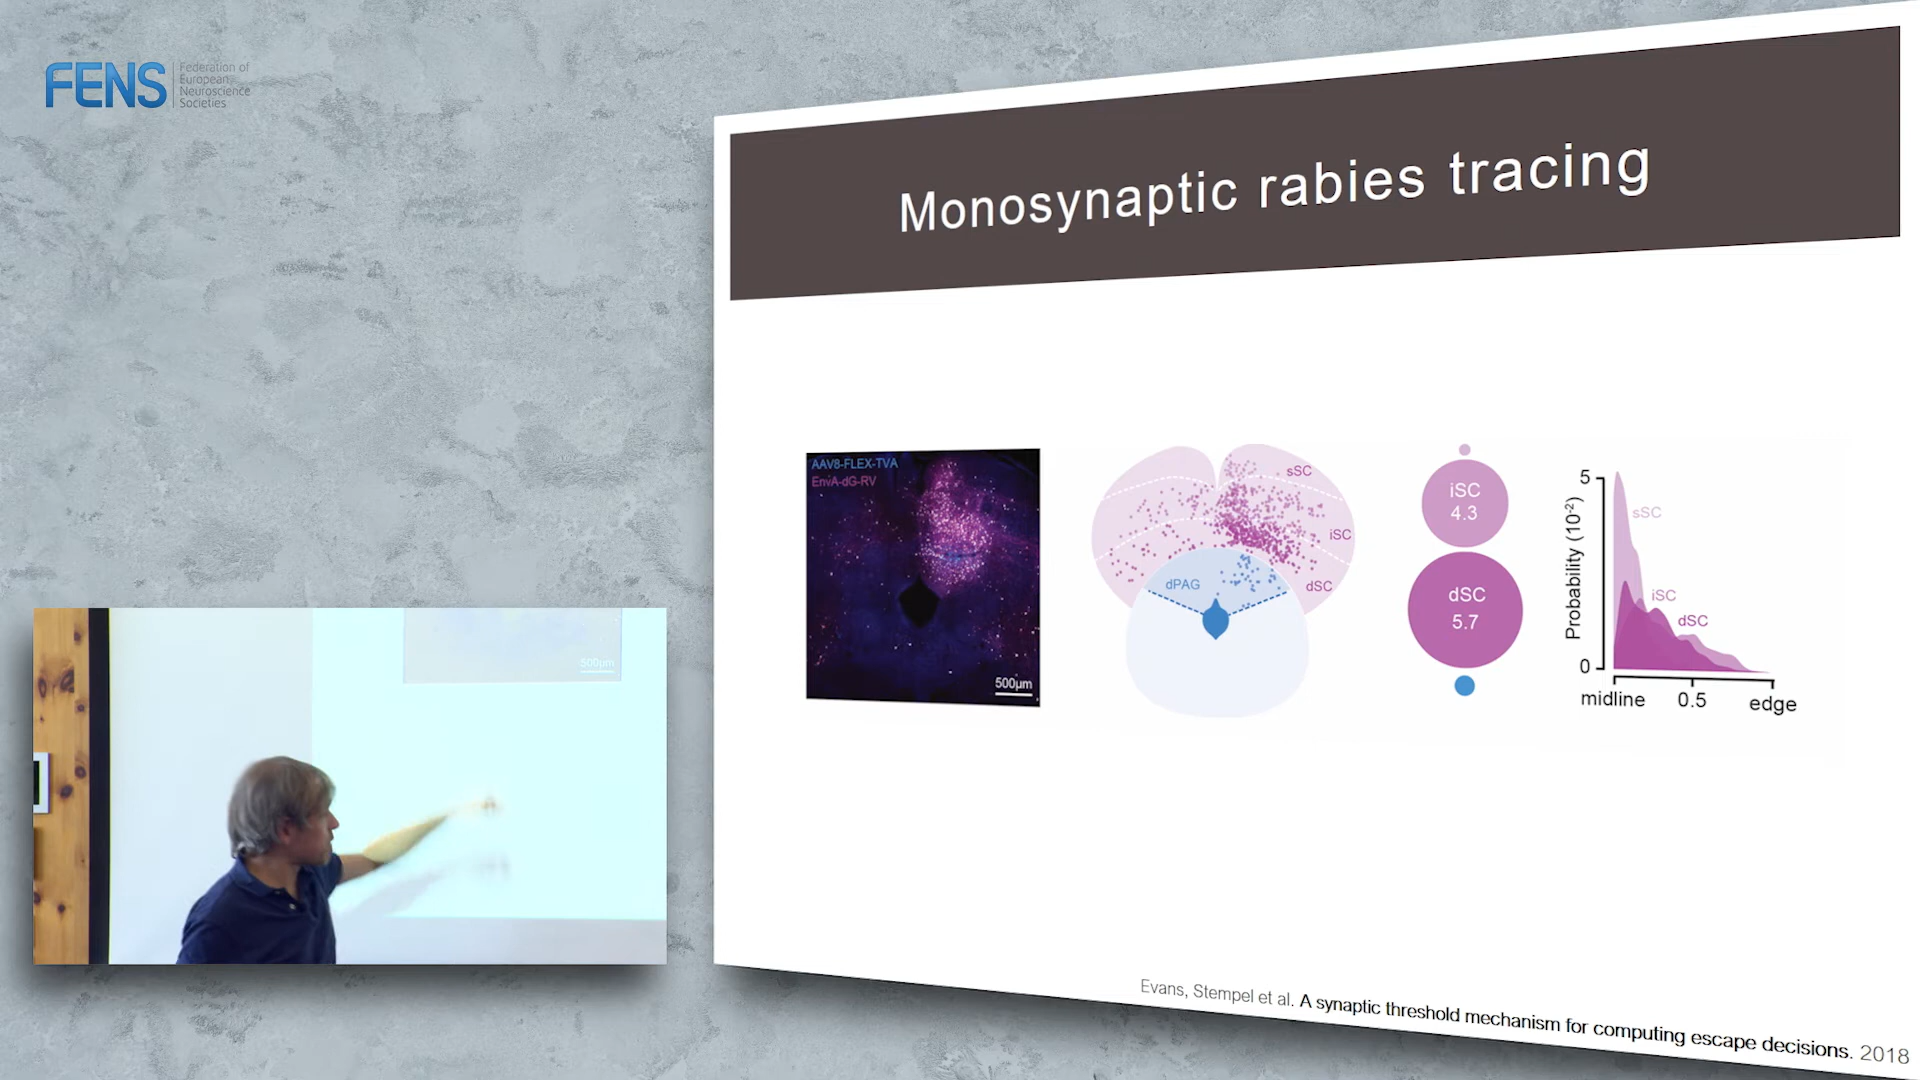 FENS
Federation of
European
Neuroscience
Societies
Monosynaptic rabies tracing
AAV8-FLEX-TVA
EnvA-dG-RV
500μm
sSC
iSC
dSC
dPAG
iSC
4.3
dSC
5.7
Probability (10-2)
5
0
sSC
iSC
dSC
midline 0.5 edge
500μm
Evans, Stempel et al. A synaptic threshold mechanism for computing escape decisions. 2018